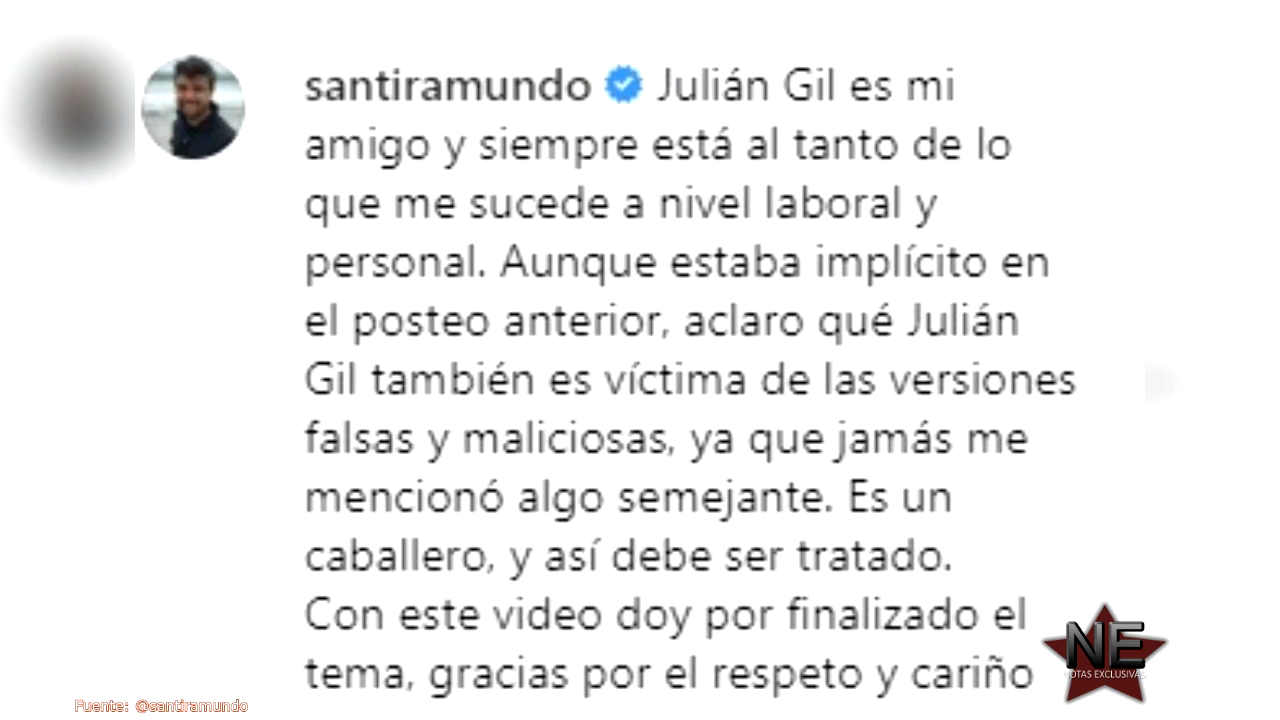 santiramundo Julián Gil es mi
amigo y siempre está al tanto de lo
que me sucede a nivel laboral y
personal. Aunque estaba implícito en
el posteo anterior, aclaro qué Julián
Gil también es víctima de las versiones
falsas y maliciosas, ya que jamás me
mencionó algo semejante. Es un
caballero, y así debe ser tratado.
Con este video doy por finalizado el
tema, gracias por el respeto y cariño
NE
NOTAS EXCLUSIVAS
Fuente: @santiramundo